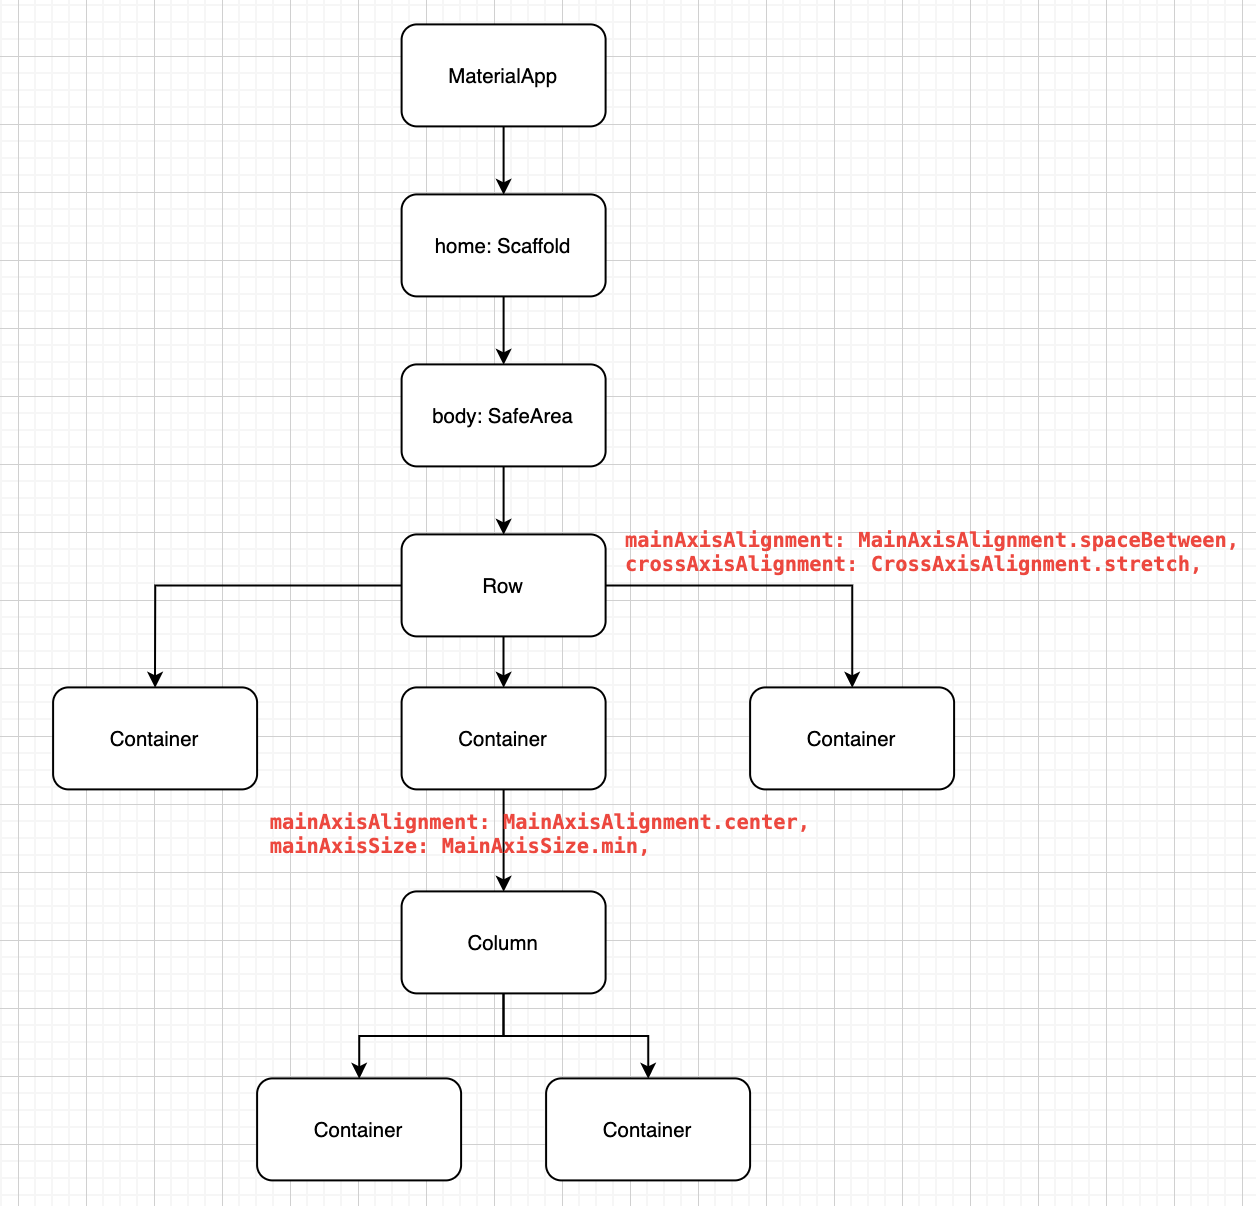 MaterialApp
home: Scaffold
body: SafeArea
mainAxisAlignment: MainAxisAlignment.spaceBetween,
crossAxisAlignment: CrossAxisAlignment.stretch,
Row
Container
Container
Container
mainAxisAlignment: MainAxisAlignment.center,
mainAxisSize: MainAxisSize.min,
Column
Container
Container